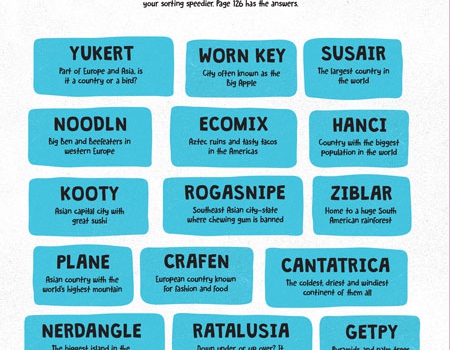 your sorting speedier. Page 126 has the answers.
YUKERT
Part of Europe and Asia, is
it a country or a bird?
WORN KEY
City often known as the
Big Apple
SUSAIR
The largest country in
the world
NOODLN
Big Ben and Beefeaters in
western Europe
ECOMIX
Aztec ruins and tasty tacos
in the Americas
HANCI
Country with the biggest
population in the world
KOOTY
Asian capital city with
great sushi
ROGASNIPE
Southeast Asian city-state
where chewing gum is banned
ZIBLAR
Home to a huge South
American rainforest
PLANE
Asian country with the
world's highest mountain
CRAFEN
European country known
for fashion and food
CANTATRICA
The coldest, driest and windiest
continent of them all
NERDANGLE
The biggest island in the
RATALUSIA
Down under or up over? It
GETPY
Pyramids and palm trees